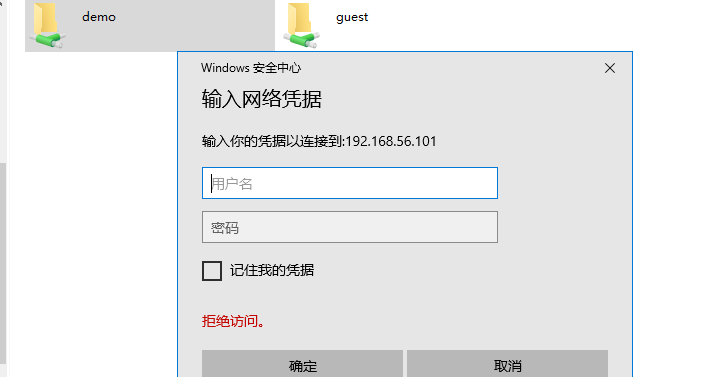 demo
guest
Windows 安全中心
输入网络凭据
输入你的凭据以连接到:192.168.56.101
用户名
密码
记住我的凭据
拒绝访问。
确定
取消